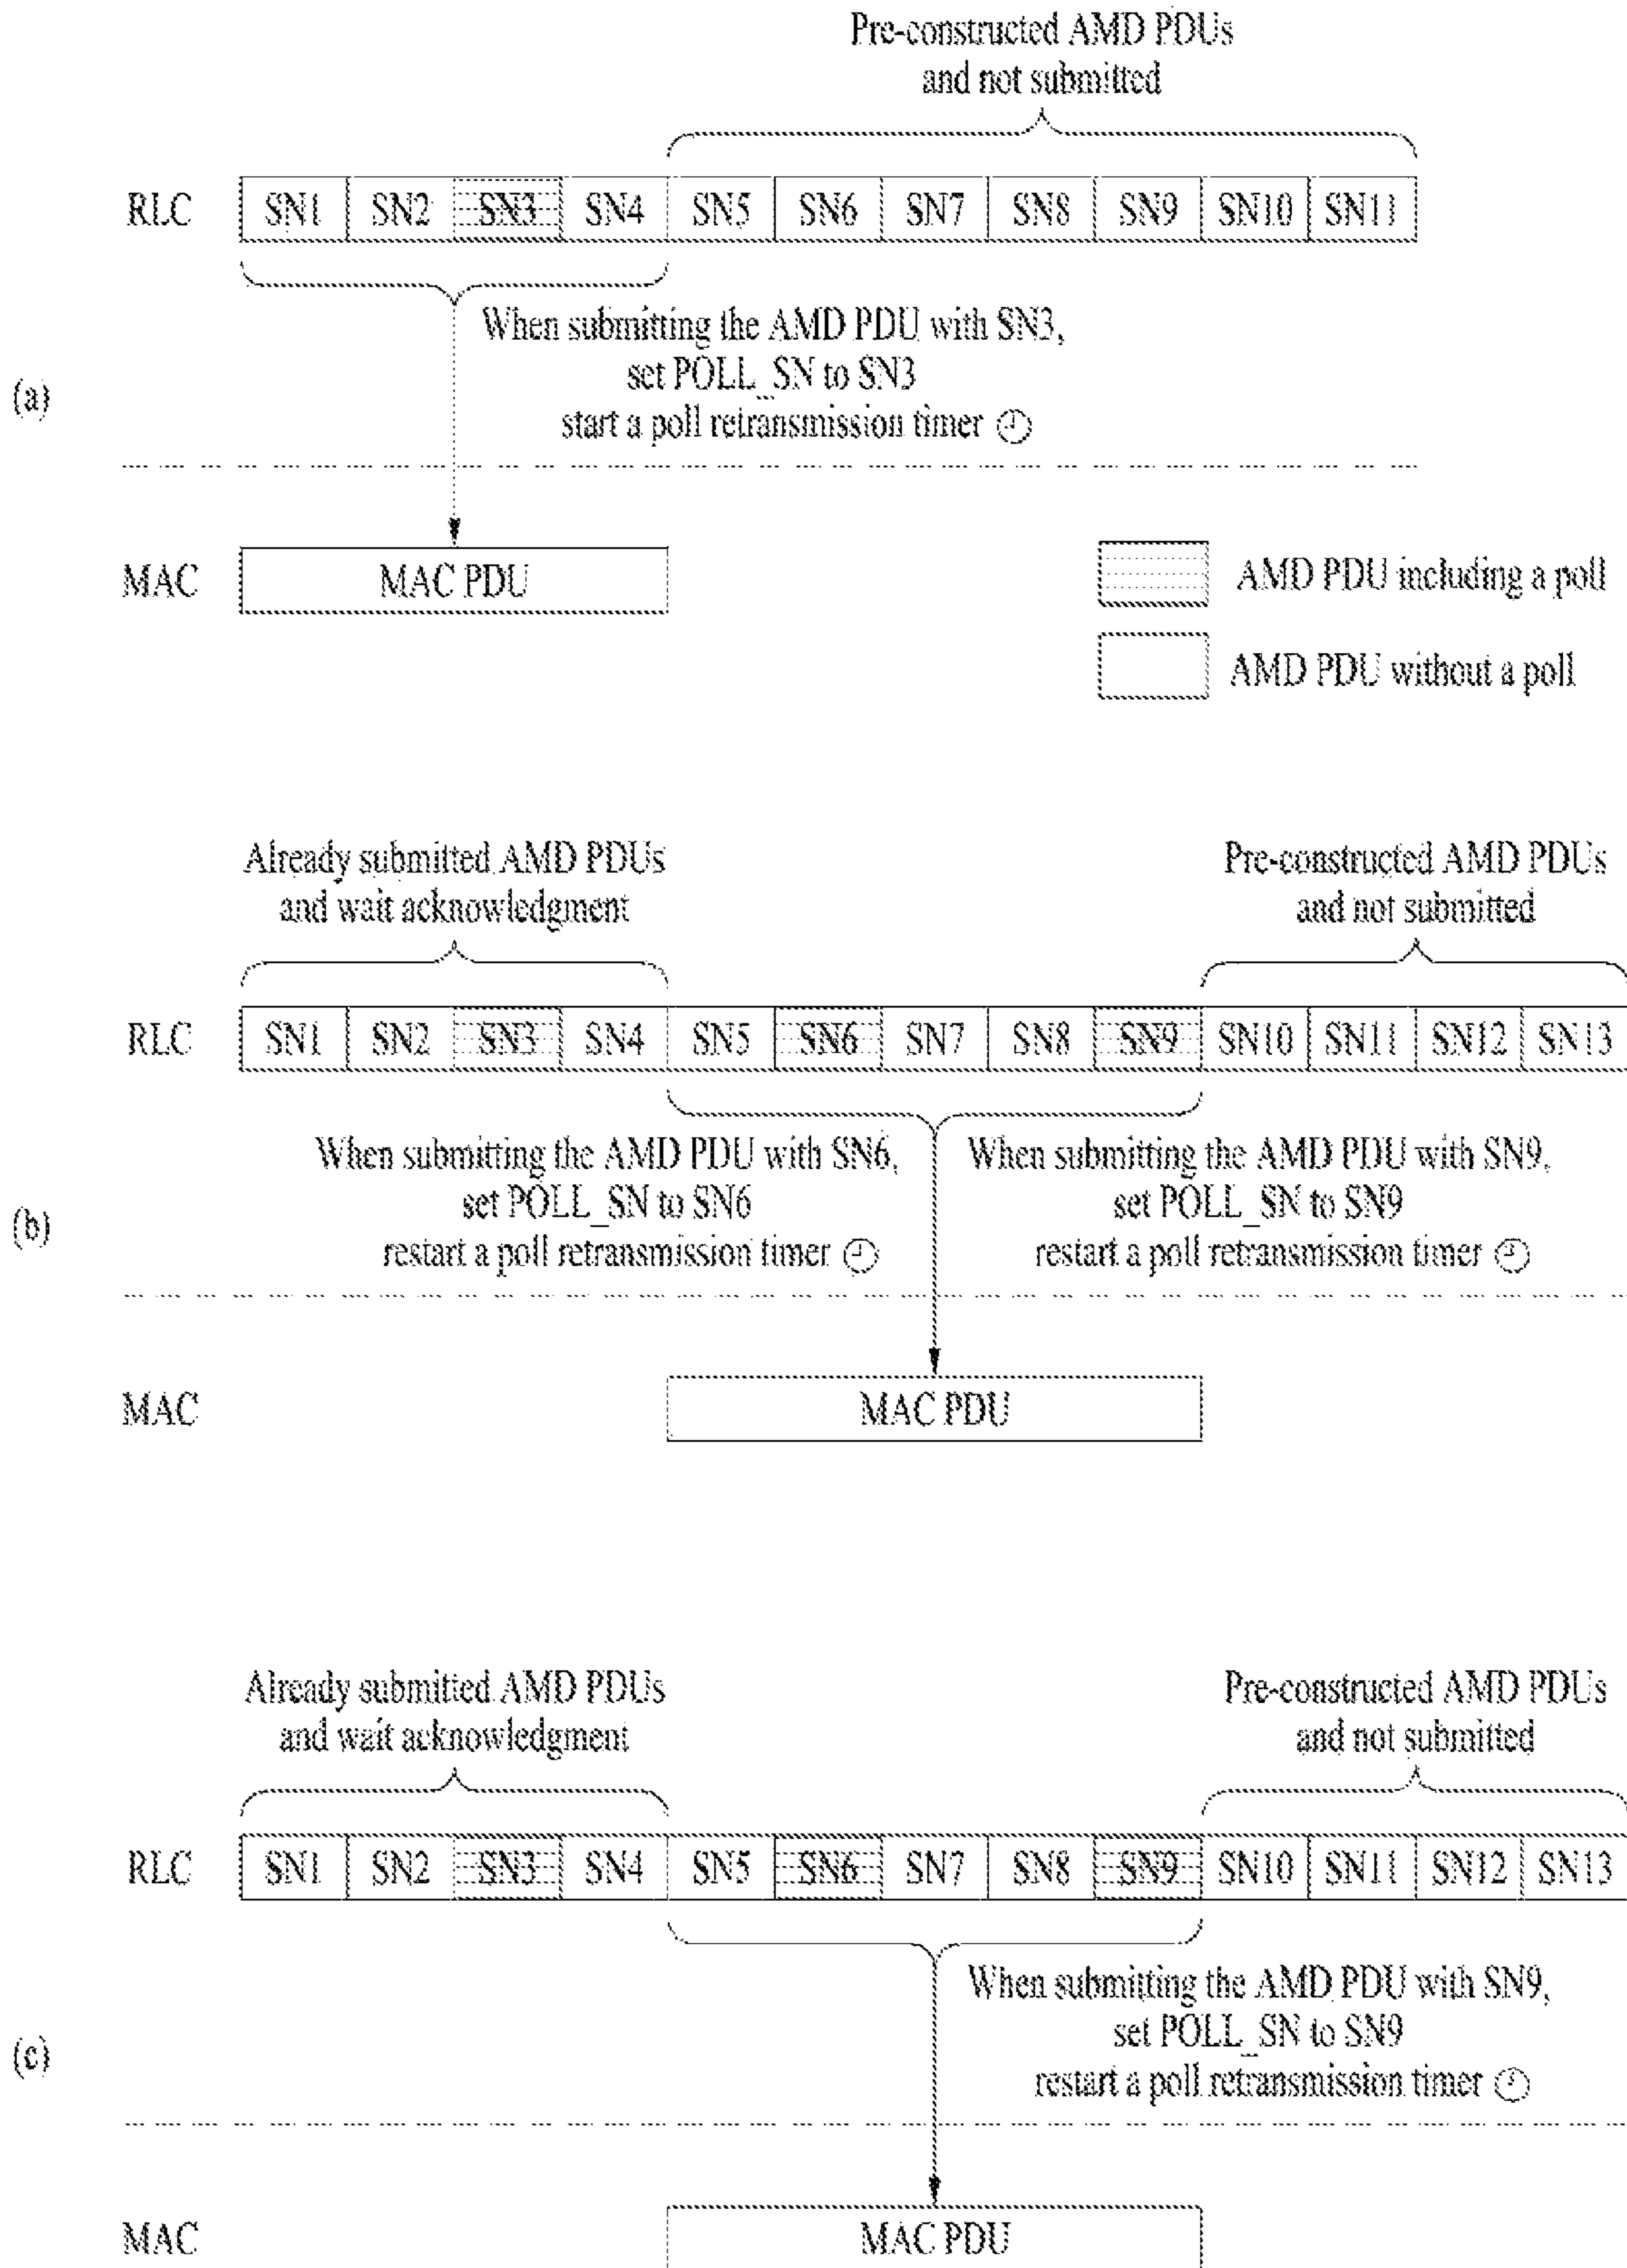 Pre-constructed AMD PDUs
and not submitted
RLC SN1 SN2 SN3 SN4 SN5 SN6 SN7 SN8 SN9 SN10 SN11
When submitting the AMD PDU with SN3,
set POLL_SN to SN3
start a poll retransmission timer
(a)
MAC MAC PDU
AMD PDU including a poll
AMD PDU without a poll
Already submitted AMD PDUs
and wait acknowledgment
Pre-constructed AMD PDUs
and not submitted
RLC SN1 SN2 SN3 SN4 SN5 SN6 SN7 SN8 SN9 SN10 SN11 SN12 SN13
When submitting the AMD PDU with SN6,
set POLL_SN to SN6
restart a poll retransmission timer
When submitting the AMD PDU with SN9,
set POLL_SN to SN9
restart a poll retransmission timer
(b)
MAC MAC PDU
Already submitted AMD PDUs
and wait acknowledgment
Pre-constructed AMD PDUs
and not submitted
RLC SN1 SN2 SN3 SN4 SN5 SN6 SN7 SN8 SN9 SN10 SN11 SN12 SN13
When submitting the AMD PDU with SN9,
set POLL_SN to SN9
restart a poll retransmission timer
(c)
MAC MAC PDU